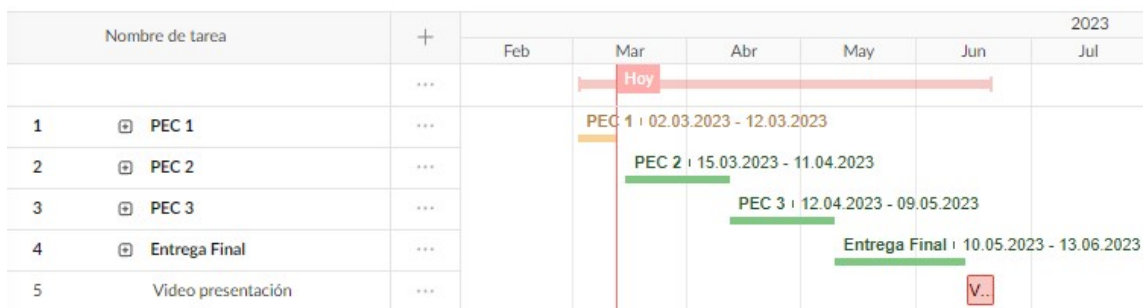 Nombre de tarea + 2023
Feb Mar Abr May Jun Jul
... Hoy
1 PEC 1 ... PEC 1 02.03.2023 - 12.03.2023
2 PEC 2 ... PEC 2 15.03.2023 - 11.04.2023
3 PEC 3 ... PEC 3 12.04.2023 - 09.05.2023
4 Entrega Final ... Entrega Final 10.05.2023 - 13.06.2023
5 Video presentación ... V..